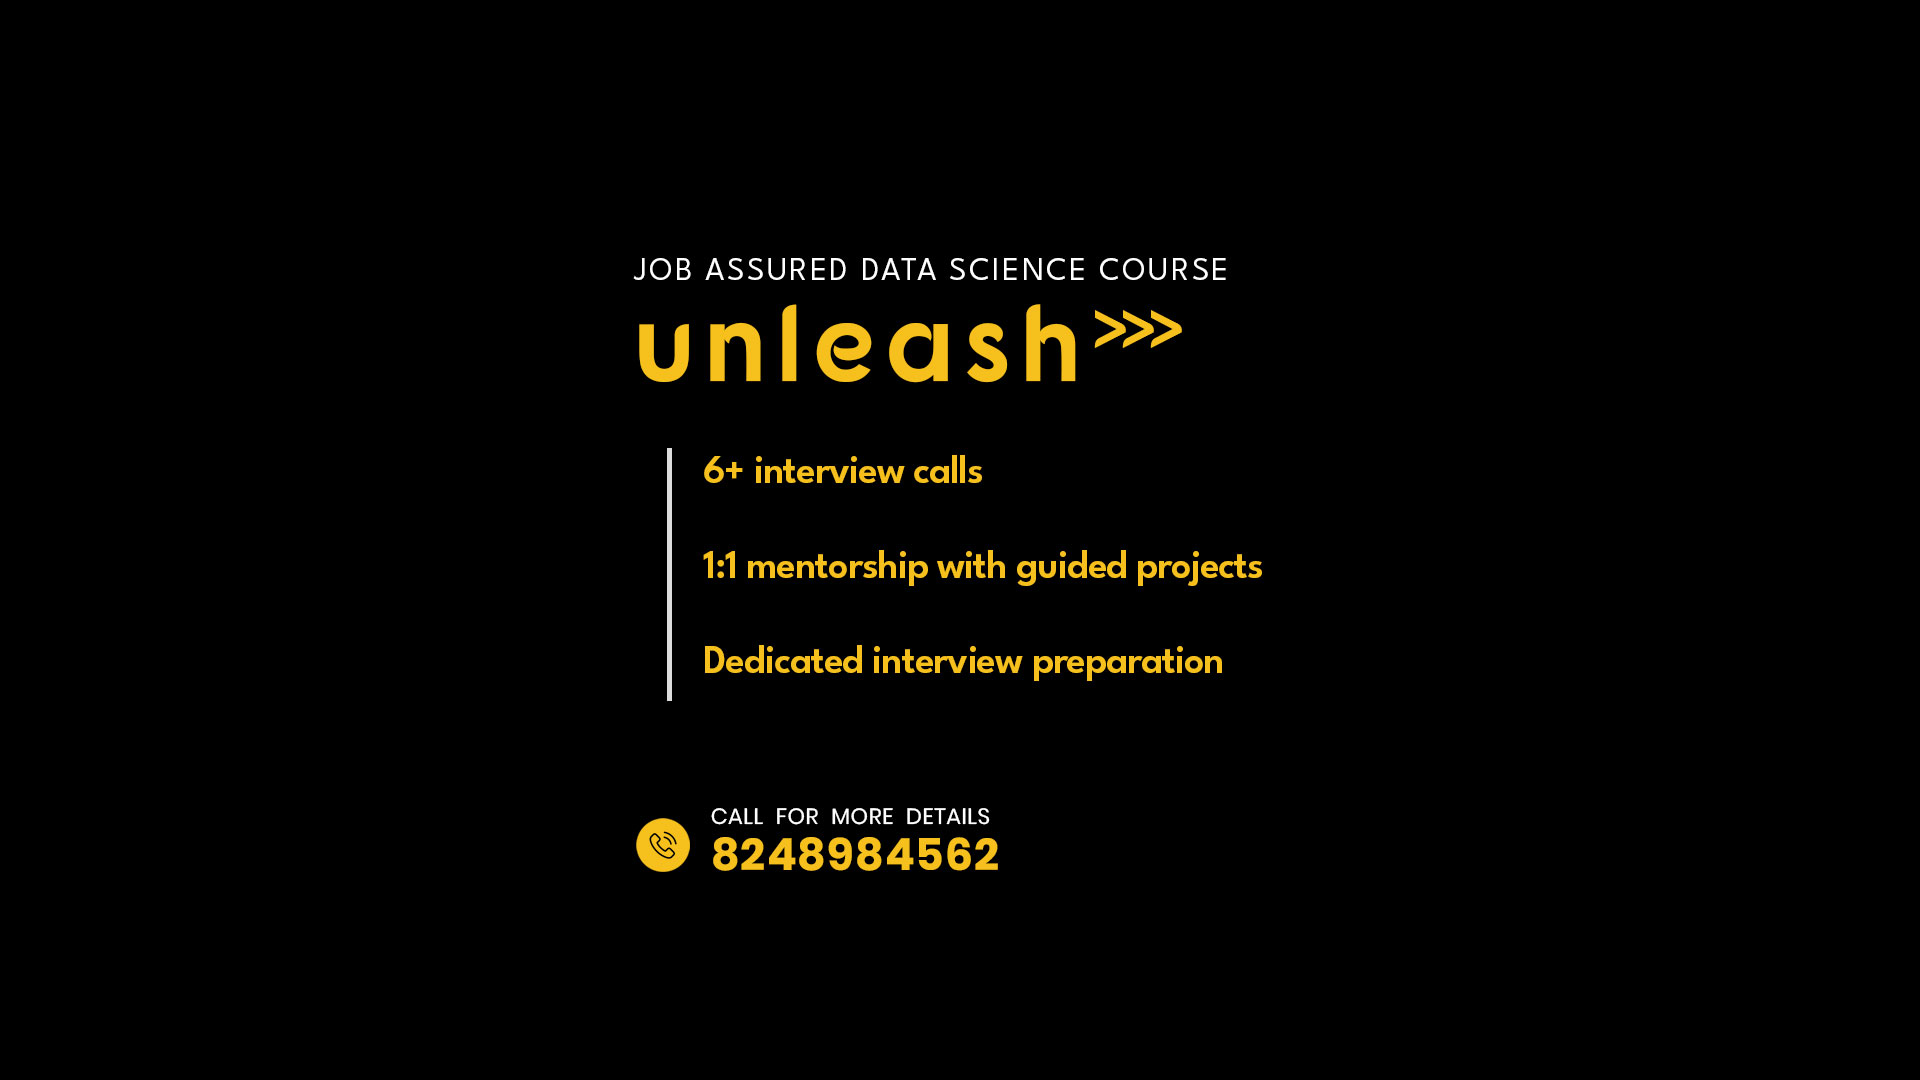 JOB ASSURED DATA SCIENCE COURSE
unleash>>>
6+ interview calls
1:1 mentorship with guided projects
Dedicated interview preparation
CALL FOR MORE DETAILS
8248984562